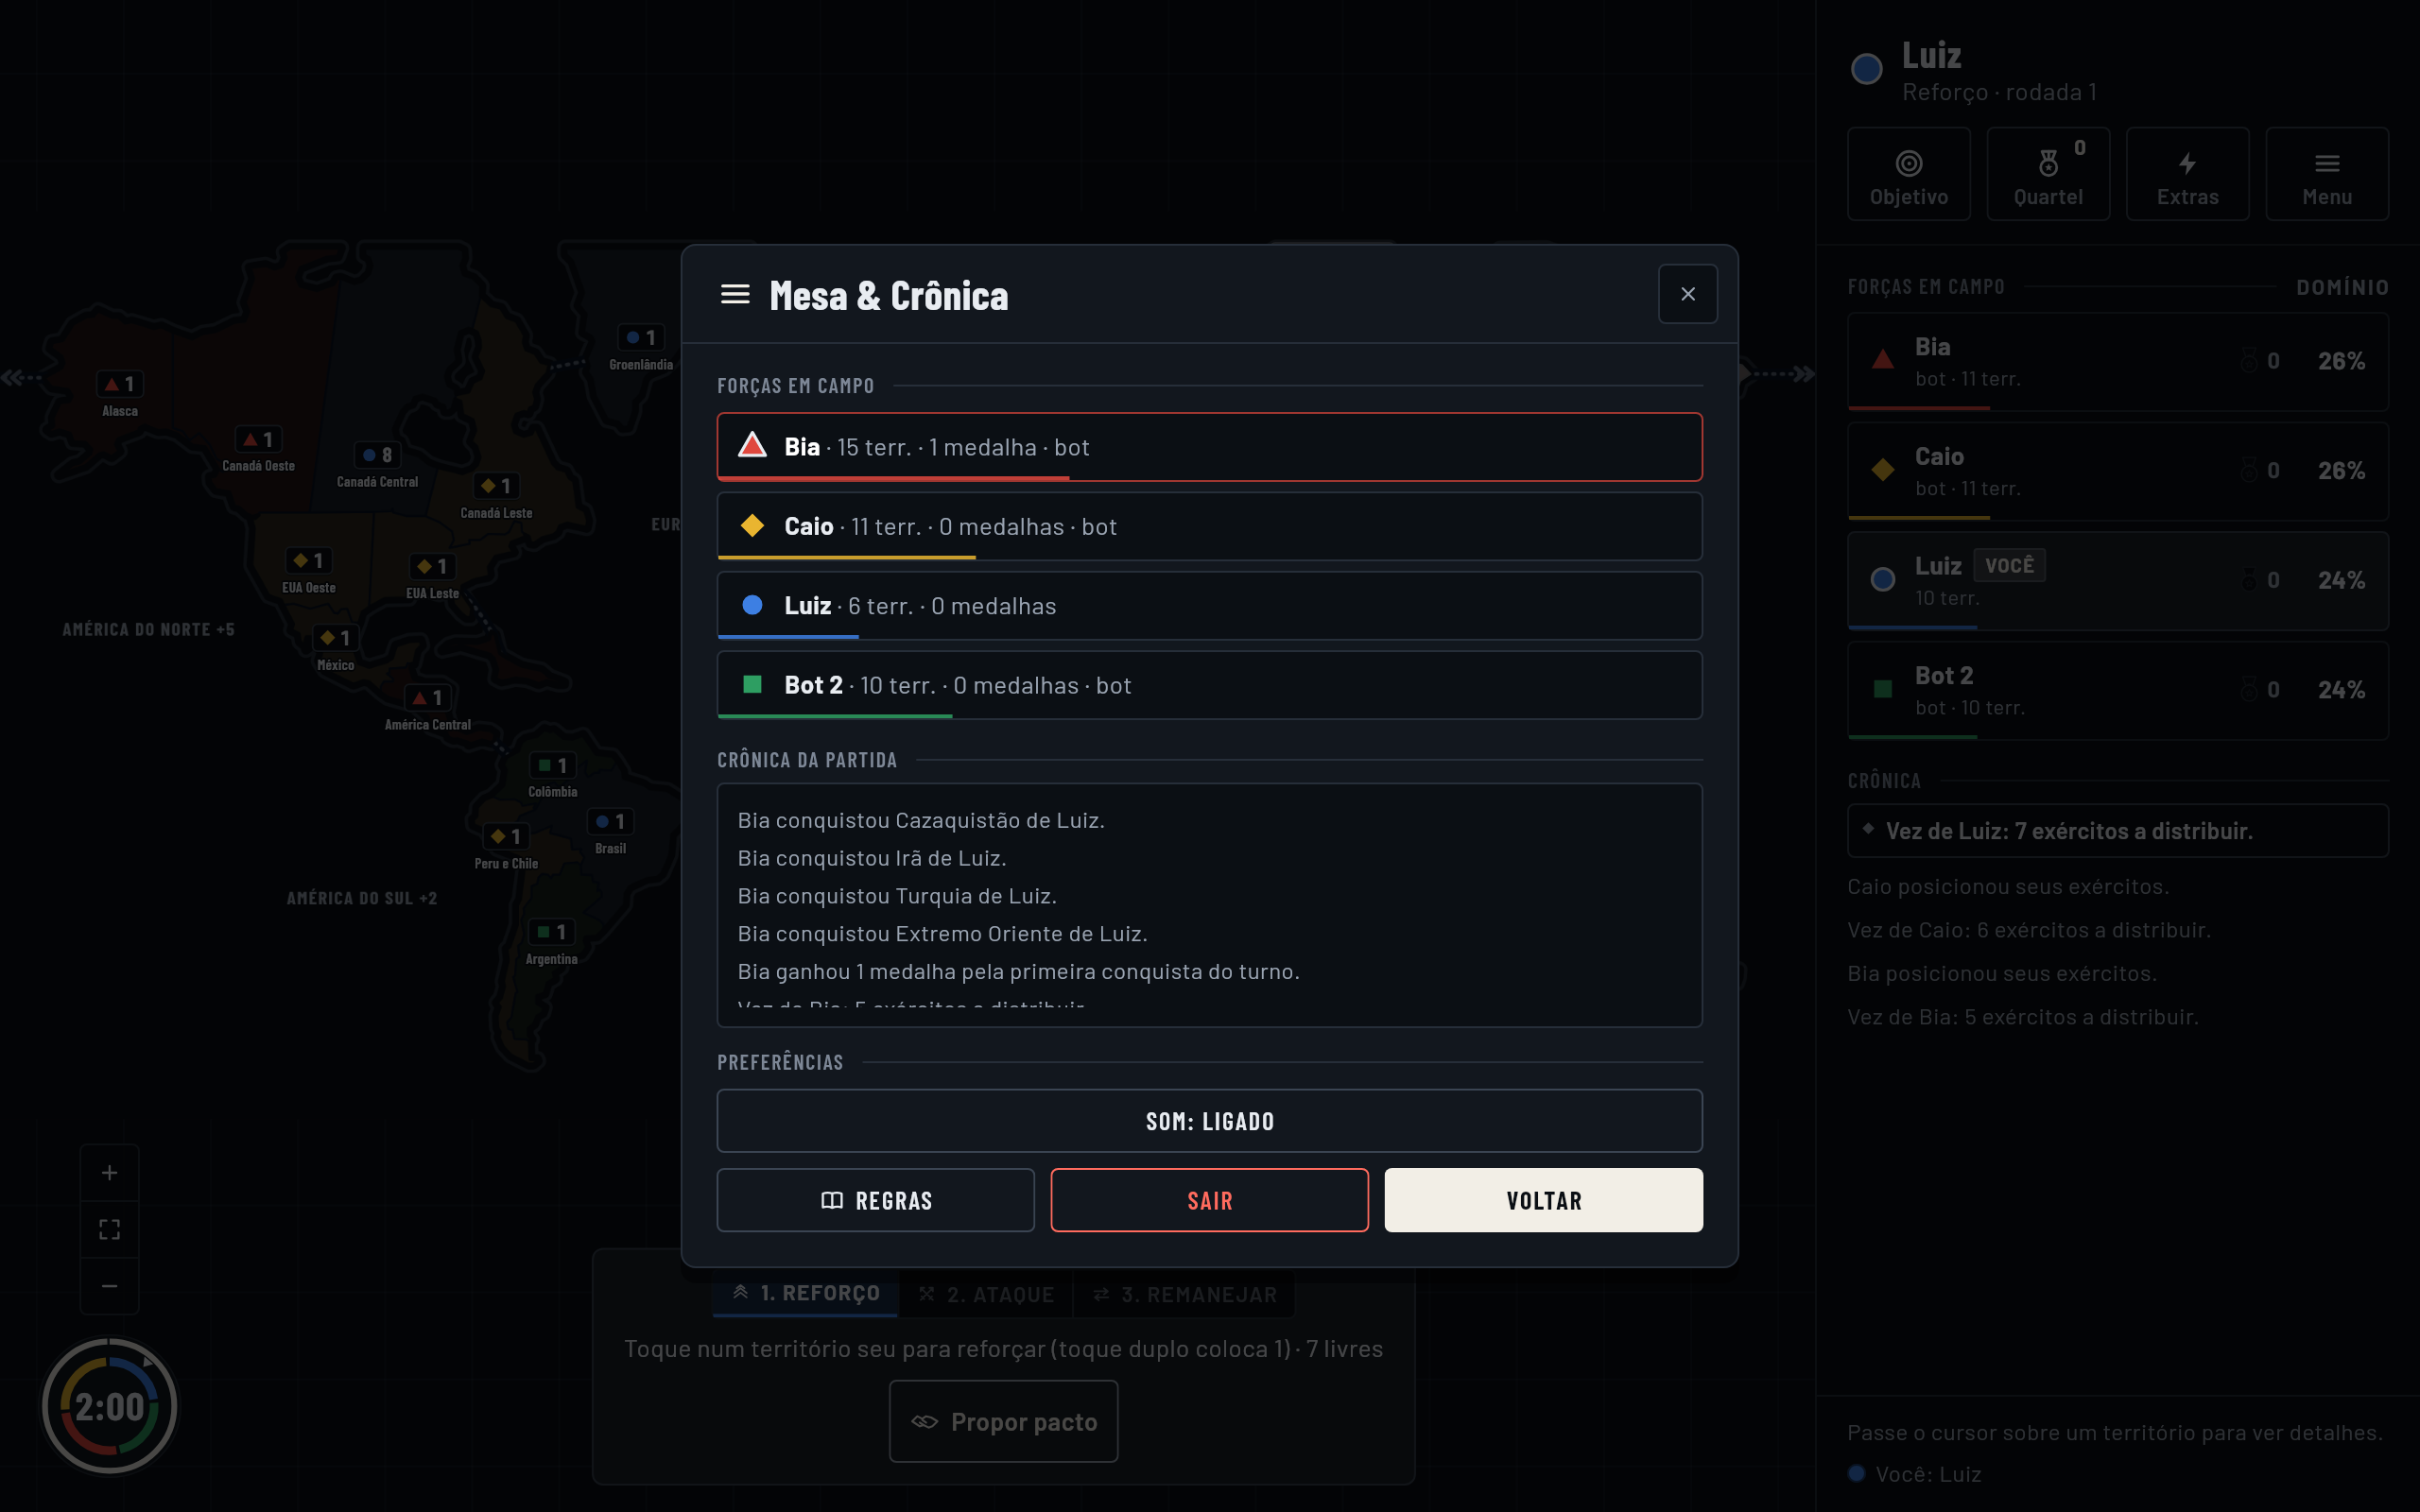 Luiz
Reforço · rodada 1
Objetivo
0
Quartel
Extras
Menu
FORÇAS EM CAMPO
DOMÍNIO
Bia
bot · 11 terr.
0
26%
Caio
bot · 11 terr.
0
26%
Luiz
VOCÊ
10 terr.
0
24%
Bot 2
bot · 10 terr.
0
24%
CRÔNICA
Vez de Luiz: 7 exércitos a distribuir.
Caio posicionou seus exércitos.
Vez de Caio: 6 exércitos a distribuir.
Bia posicionou seus exércitos.
Vez de Bia: 5 exércitos a distribuir.
Passe o cursor sobre um território para ver detalhes.
Você: Luiz
Mesa & Crônica
FORÇAS EM CAMPO
Bia · 15 terr. · 1 medalha · bot
Caio · 11 terr. · 0 medalhas · bot
Luiz · 6 terr. · 0 medalhas
Bot 2 · 10 terr. · 0 medalhas · bot
CRÔNICA DA PARTIDA
Bia conquistou Cazaquistão de Luiz.
Bia conquistou Irã de Luiz.
Bia conquistou Turquia de Luiz.
Bia conquistou Extremo Oriente de Luiz.
Bia ganhou 1 medalha pela primeira conquista do turno.
Vez de Bia: 5 exércitos a distribuir.
PREFERÊNCIAS
SOM: LIGADO
REGRAS
SAIR
VOLTAR
1
Groenlândia
1
Alasca
1
Canadá Oeste
8
Canadá Central
1
Canadá Leste
EUR
1
EUA Oeste
1
EUA Leste
AMÉRICA DO NORTE +5
1
México
1
América Central
1
Colômbia
1
Brasil
1
Peru e Chile
AMÉRICA DO SUL +2
1
Argentina
+
−
2:00
1. REFORÇO
2. ATAQUE
3. REMANEJAR
Toque num território seu para reforçar (toque duplo coloca 1) · 7 livres
Propor pacto